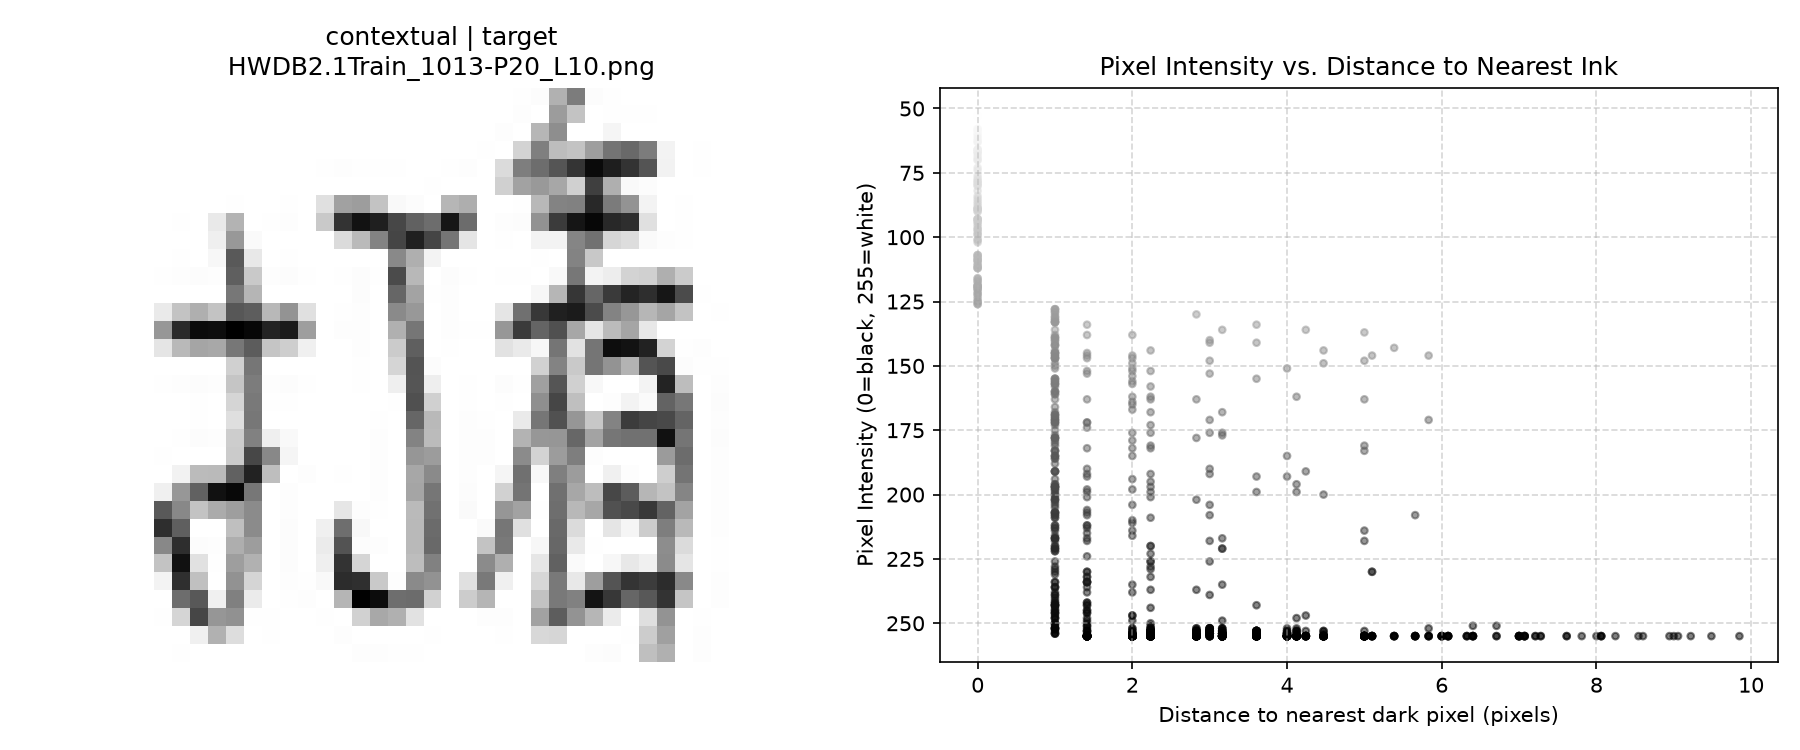 contextual | target
HWDB2.1Train_1013-P20_L10.png
打
Pixel Intensity vs. Distance to Nearest Ink
Pixel Intensity (0=black, 255=white)
50
75
100
125
150
175
200
225
250
0 2 4 6 8 10
Distance to nearest dark pixel (pixels)